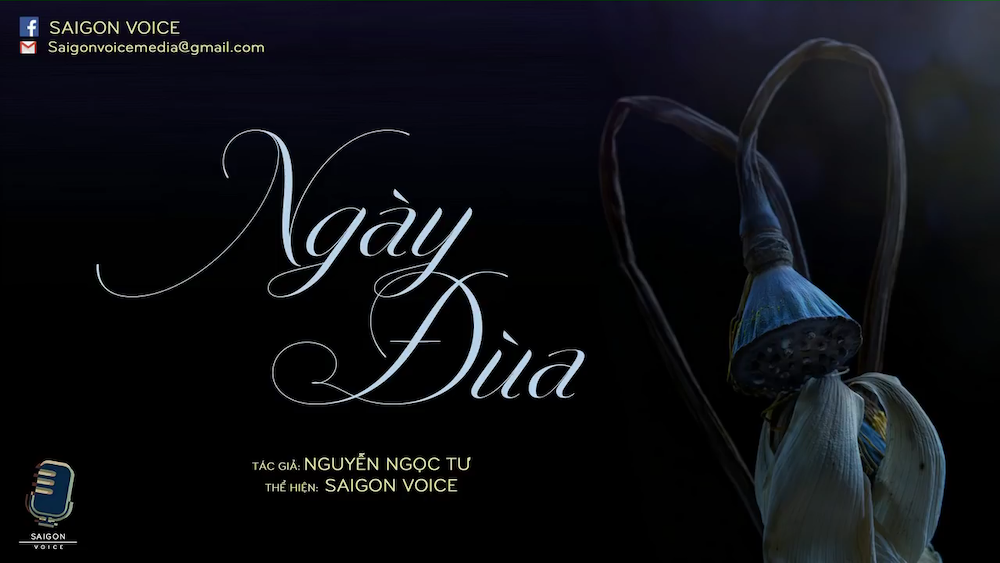 SAIGON VOICE
Saigonvoicemedia@gmail.com
Ngày
Đùa
TÁC GIẢ: NGUYỄN NGỌC TƯ
THỂ HIỆN: SAIGON VOICE
SAIGON
VOICE